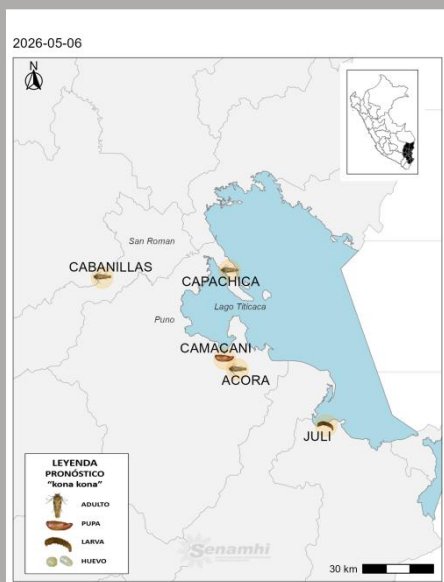 2026-05-06
N
San Roman
CABANILLAS
CAPACHICA
Lago Titicaca
Puno
CAMACANI
ACORA
JULI
LEYENDA
PRONÓSTICO
"kona kona"
ADULTO
PUPA
LARVA
HUEVO
Senamhi
30 km